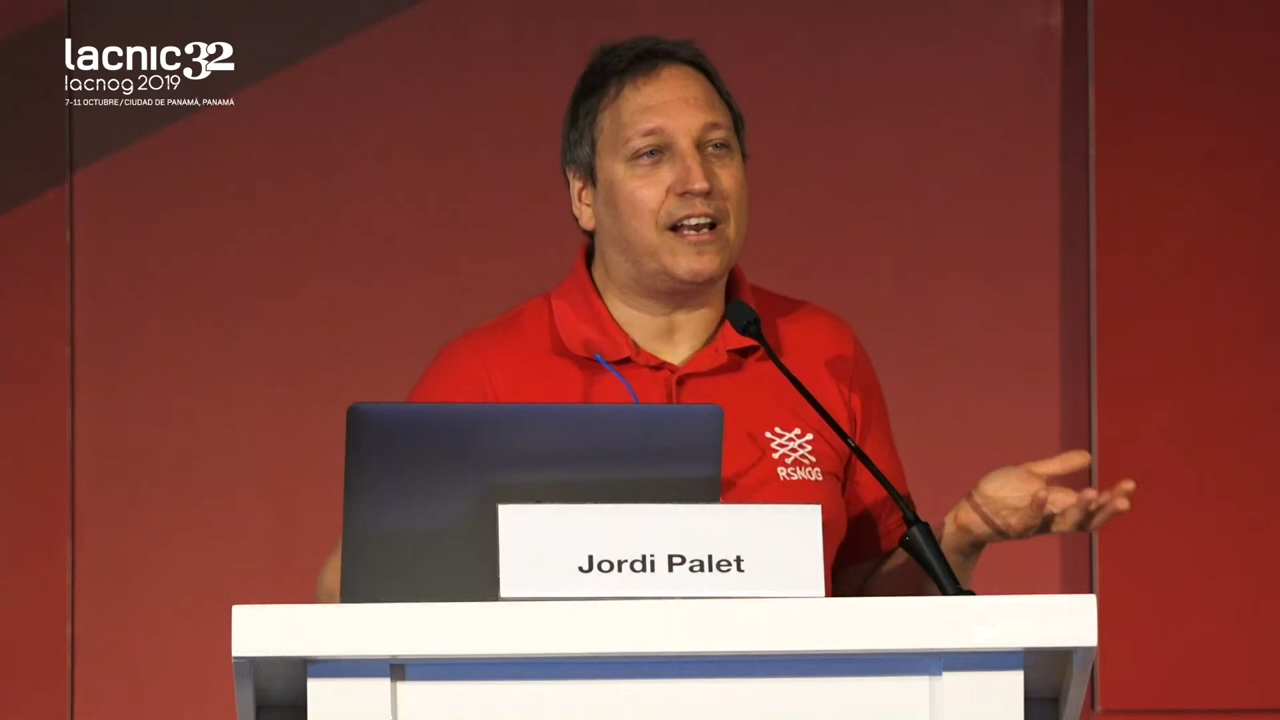 lacnic32
lacnog 2019
7-11 OCTUBRE / CIUDAD DE PANAMÁ, PANAMÁ
RSNOG
Jordi Palet